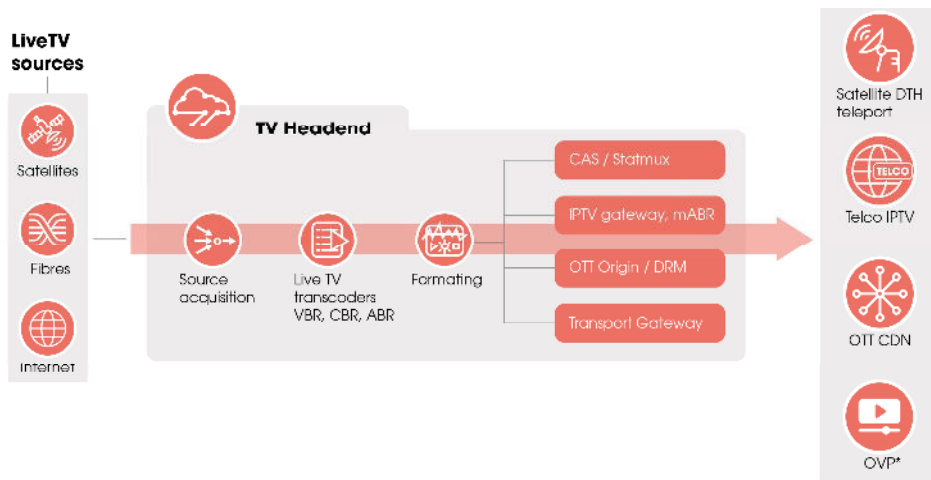 LiveTV
sources
Satellites
Fibres
Internet
TV Headend
Source
acquisition
Live TV
transcoders
VBR, CBR, ABR
Formating
CAS / Statmux
IPTV gateway, mABR
OTT Origin / DRM
Transport Gateway
Satellite DTH
teleport
TELCO
Telco IPTV
OTT CDN
OVP*